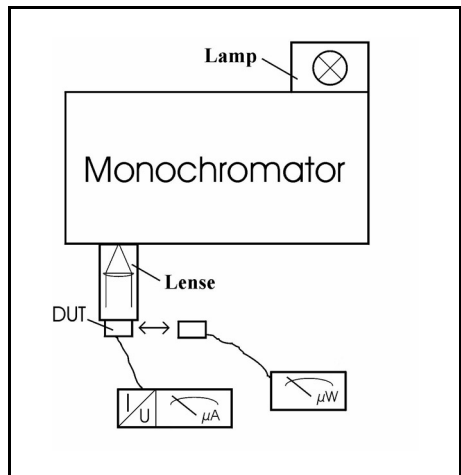 Lamp
Monochromator
Lense
DUT
I
U
µA
µW